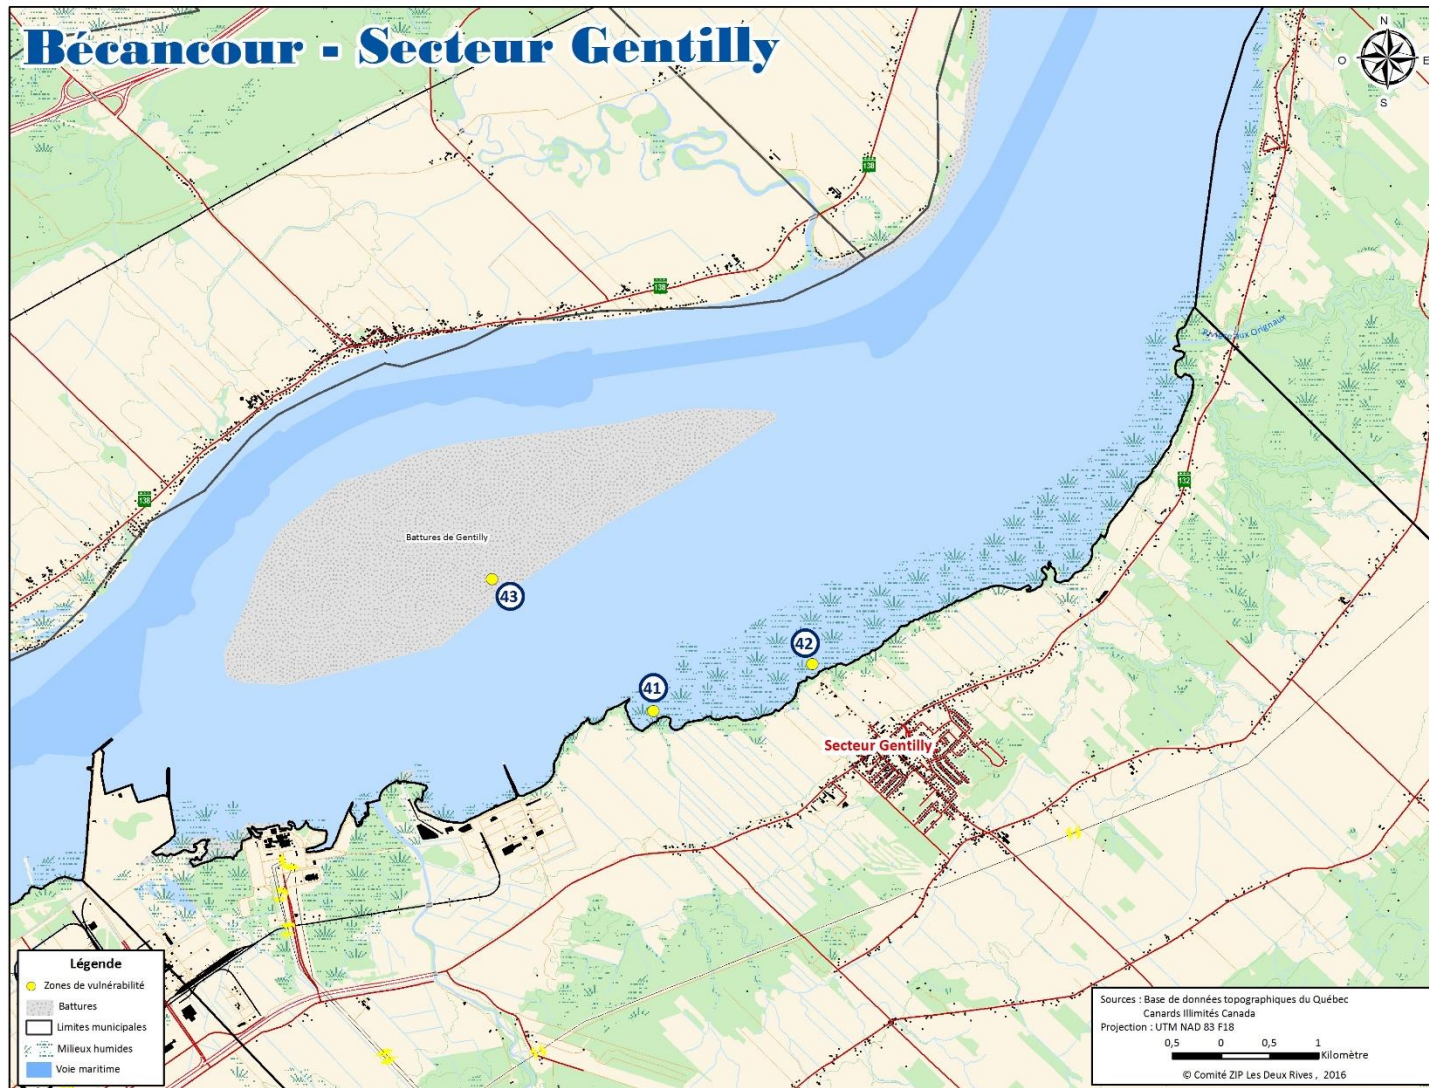 Bécancour - Secteur Gentilly
N
O
E
S
138
138
138
132
Battures de Gentilly
43
42
41
Secteur Gentilly
Légende
Zones de vulnérabilité
Battures
Limites municipales
Milieux humides
Voie maritime
Sources : Base de données topographiques du Québec
Canards Illimités Canada
Projection : UTM NAD 83 F18
0,5 0 0,5 1
Kilomètre
© Comité ZIP Les Deux Rives , 2016
aux Orignaux